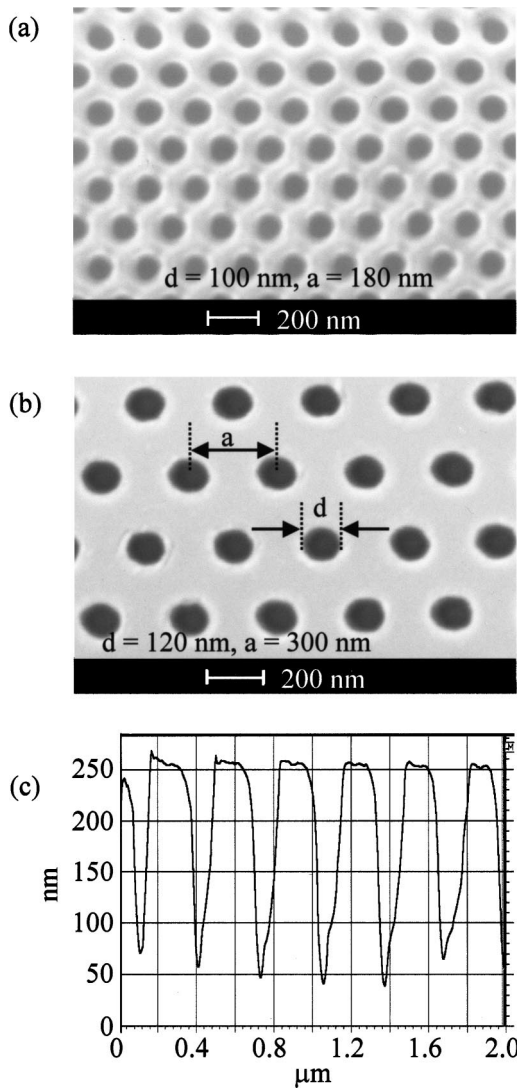 (a)
d = 100 nm, a = 180 nm
200 nm
(b)
a
d
d = 120 nm, a = 300 nm
200 nm
(c)
250
200
150
100
50
0
nm
0 0.4 0.8 1.2 1.6 2.0
μm